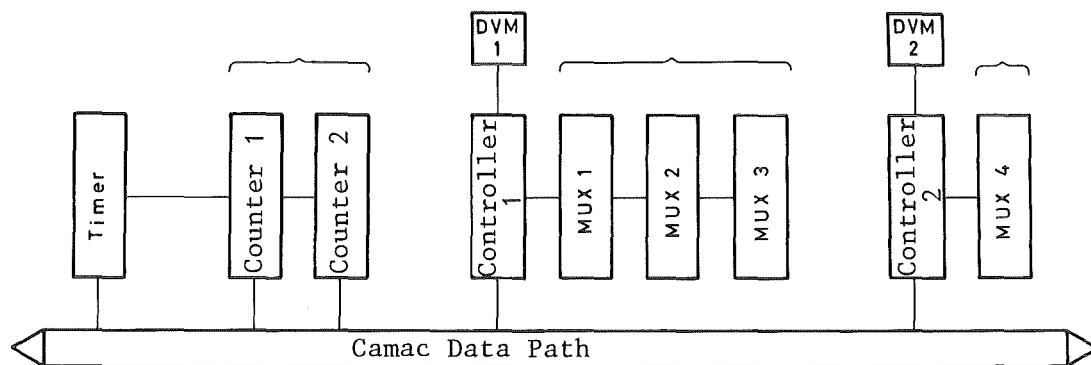 DVM
1
DVM
2
Timer
Counter 1
Counter 2
Controller
1
MUX 1
MUX 2
MUX 3
Controller
2
MUX 4
Camac Data Path